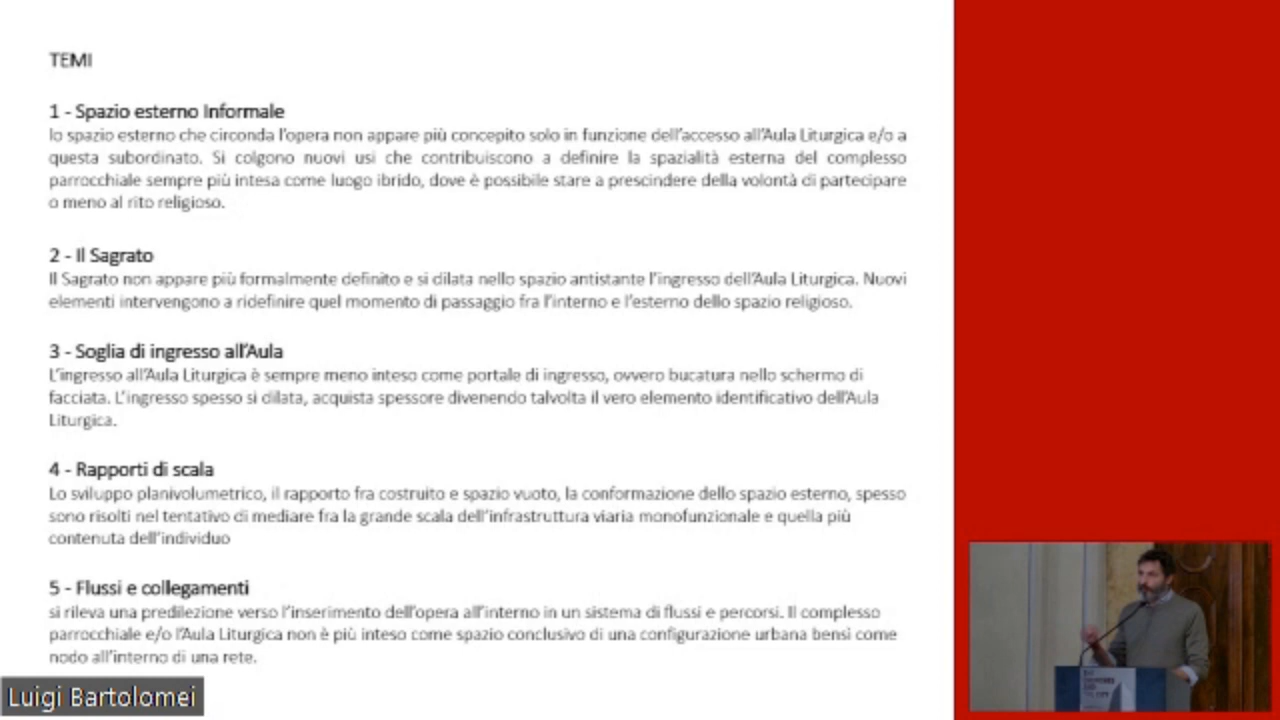 TEMI
1 - Spazio esterno Informale
lo spazio esterno che circonda l'opera non appare più concepito solo in funzione dell'accesso all'Aula Liturgica e/o a
questa subordinato. Si colgono nuovi usi che contribuiscono a definire la spazialità esterna del complesso
parrocchiale sempre più intesa come luogo ibrido, dove è possibile stare a prescindere della volontà di partecipare
o meno al rito religioso.
2 - Il Sagrato
Il Sagrato non appare più formalmente definito e si dilata nello spazio antistante l'ingresso dell'Aula Liturgica. Nuovi
elementi intervengono a ridefinire quel momento di passaggio fra l'interno e l'esterno dello spazio religioso.
3 - Soglia di ingresso all'Aula
L'ingresso all'Aula Liturgica è sempre meno inteso come portale di ingresso, ovvero bucatura nello schermo di
facciata. L'ingresso spesso si dilata, acquista spessore divenendo talvolta il vero elemento identificativo dell'Aula
Liturgica.
4 - Rapporti di scala
Lo sviluppo planivolumetrico, il rapporto fra costruito e spazio vuoto, la conformazione dello spazio esterno, spesso
sono risolti nel tentativo di mediare fra la grande scala dell'infrastruttura viaria monofunzionale e quella più
contenuta dell'individuo
5 - Flussi e collegamenti
si rileva una predilezione verso l'inserimento dell'opera all'interno in un sistema di flussi e percorsi. Il complesso
parrocchiale e/o l'Aula Liturgica non è più inteso come spazio conclusivo di una configurazione urbana bensì come
nodo all'interno di una rete.
Luigi Bartolomei